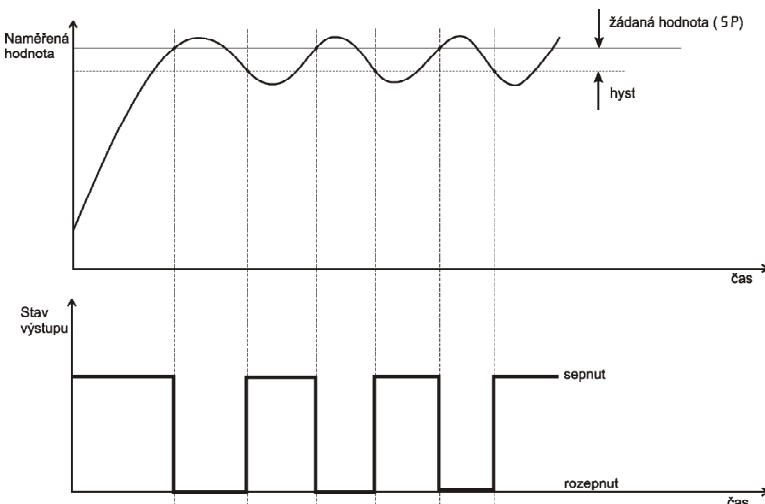 Naměřená
hodnota
žádaná hodnota ( SP)
hyst
čas
Stav
výstupu
sepnut
rozepnut
čas